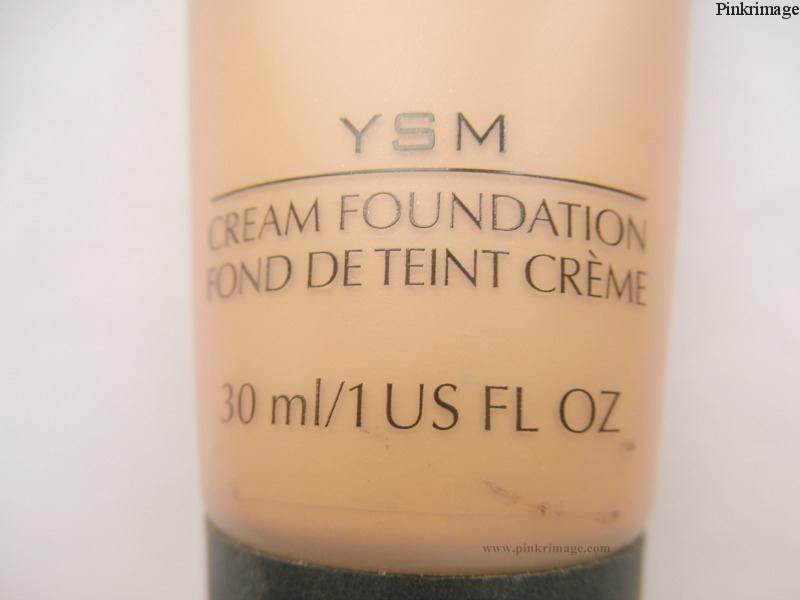 Pinkrimage
YSM
CREAM FOUNDATION
FOND DE TEINT CRÈME
30 ml/1 US FL OZ
www.pinkrimage.com